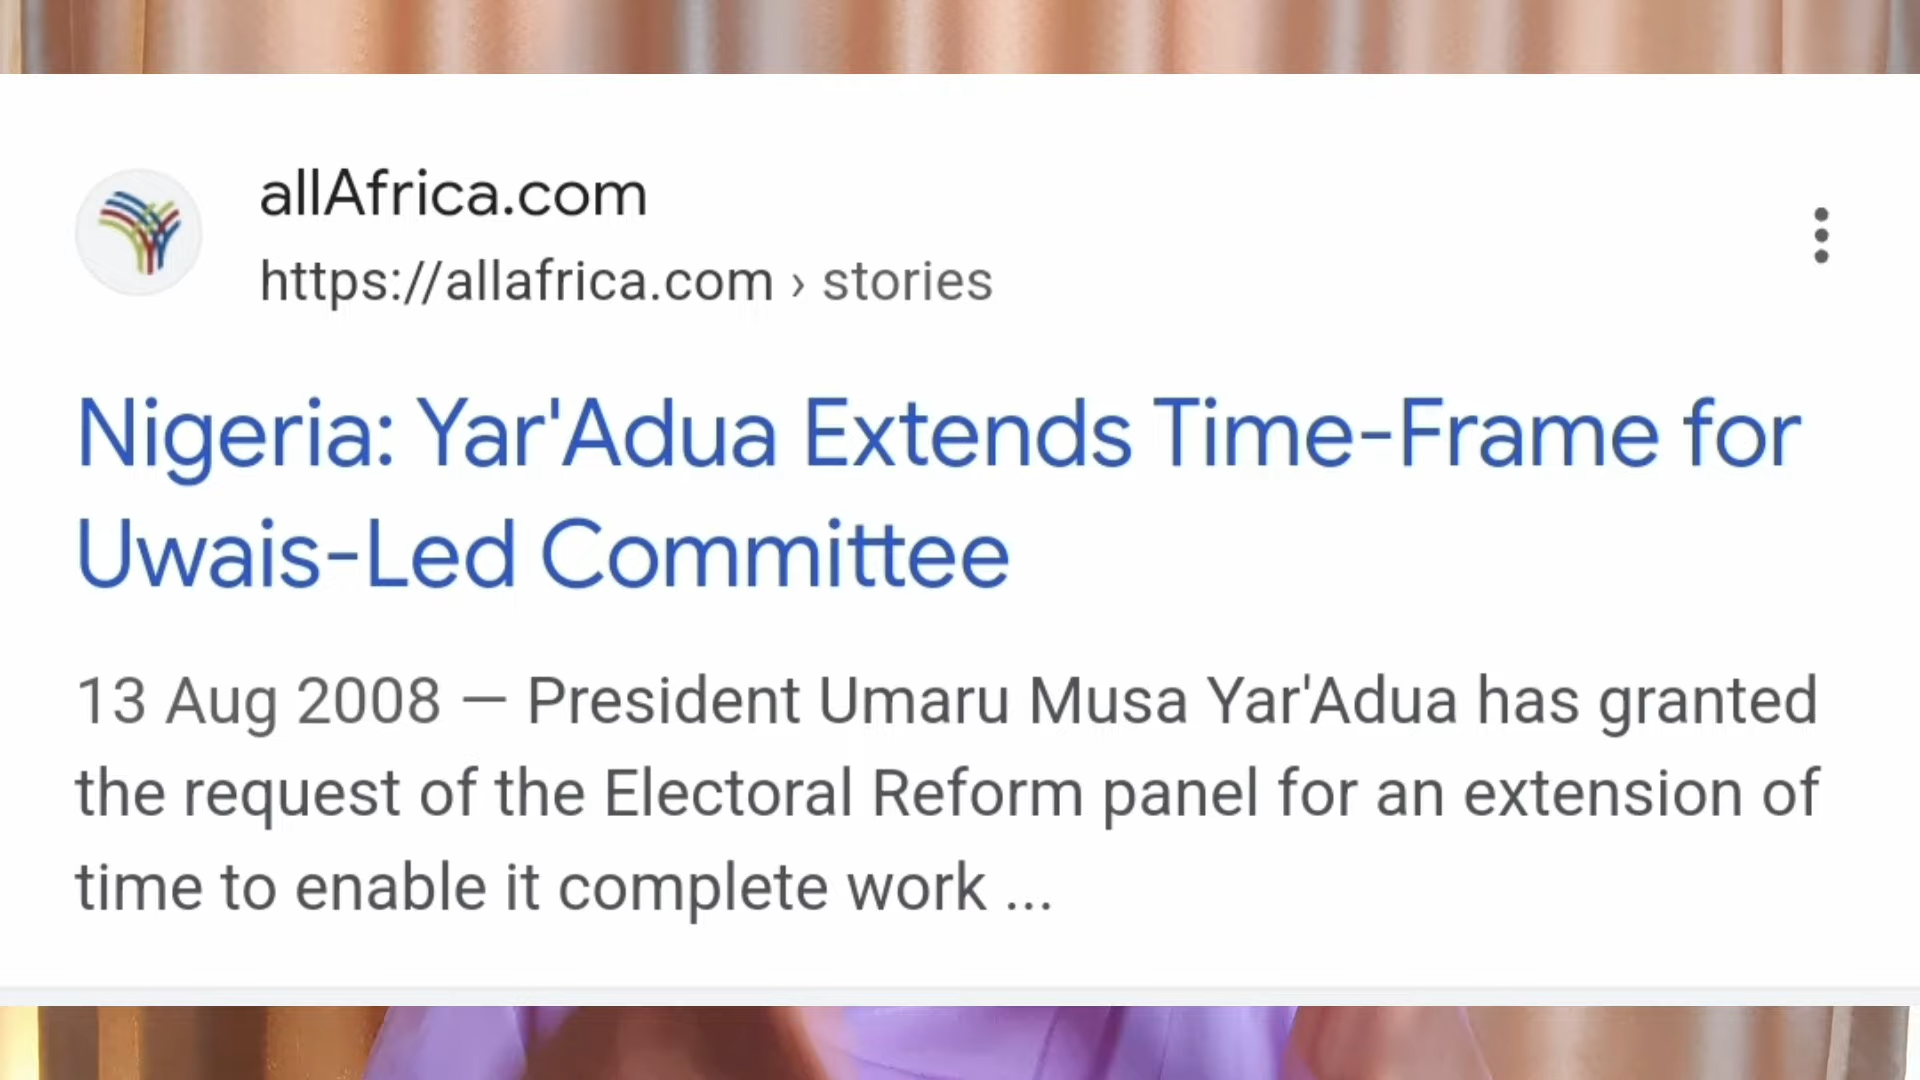 allAfrica.com
https://allafrica.com › stories
Nigeria: Yar'Adua Extends Time-Frame for
Uwais-Led Committee
13 Aug 2008 — President Umaru Musa Yar'Adua has granted
the request of the Electoral Reform panel for an extension of
time to enable it complete work ...